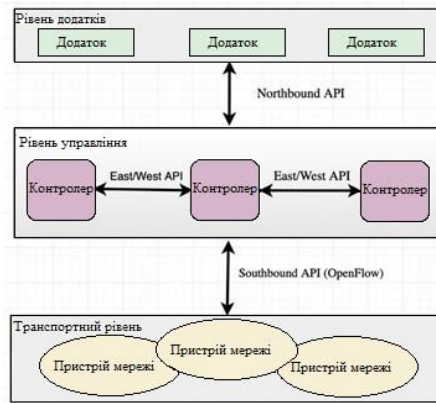 Рівень додатків
Додаток Додаток Додаток
Northbound API
Рівень управління
East/West API East/West API
Контролер Контролер Контролер
Southbound API (OpenFlow)
Транспортний рівень
Пристрій мережі Пристрій мережі Пристрій мережі